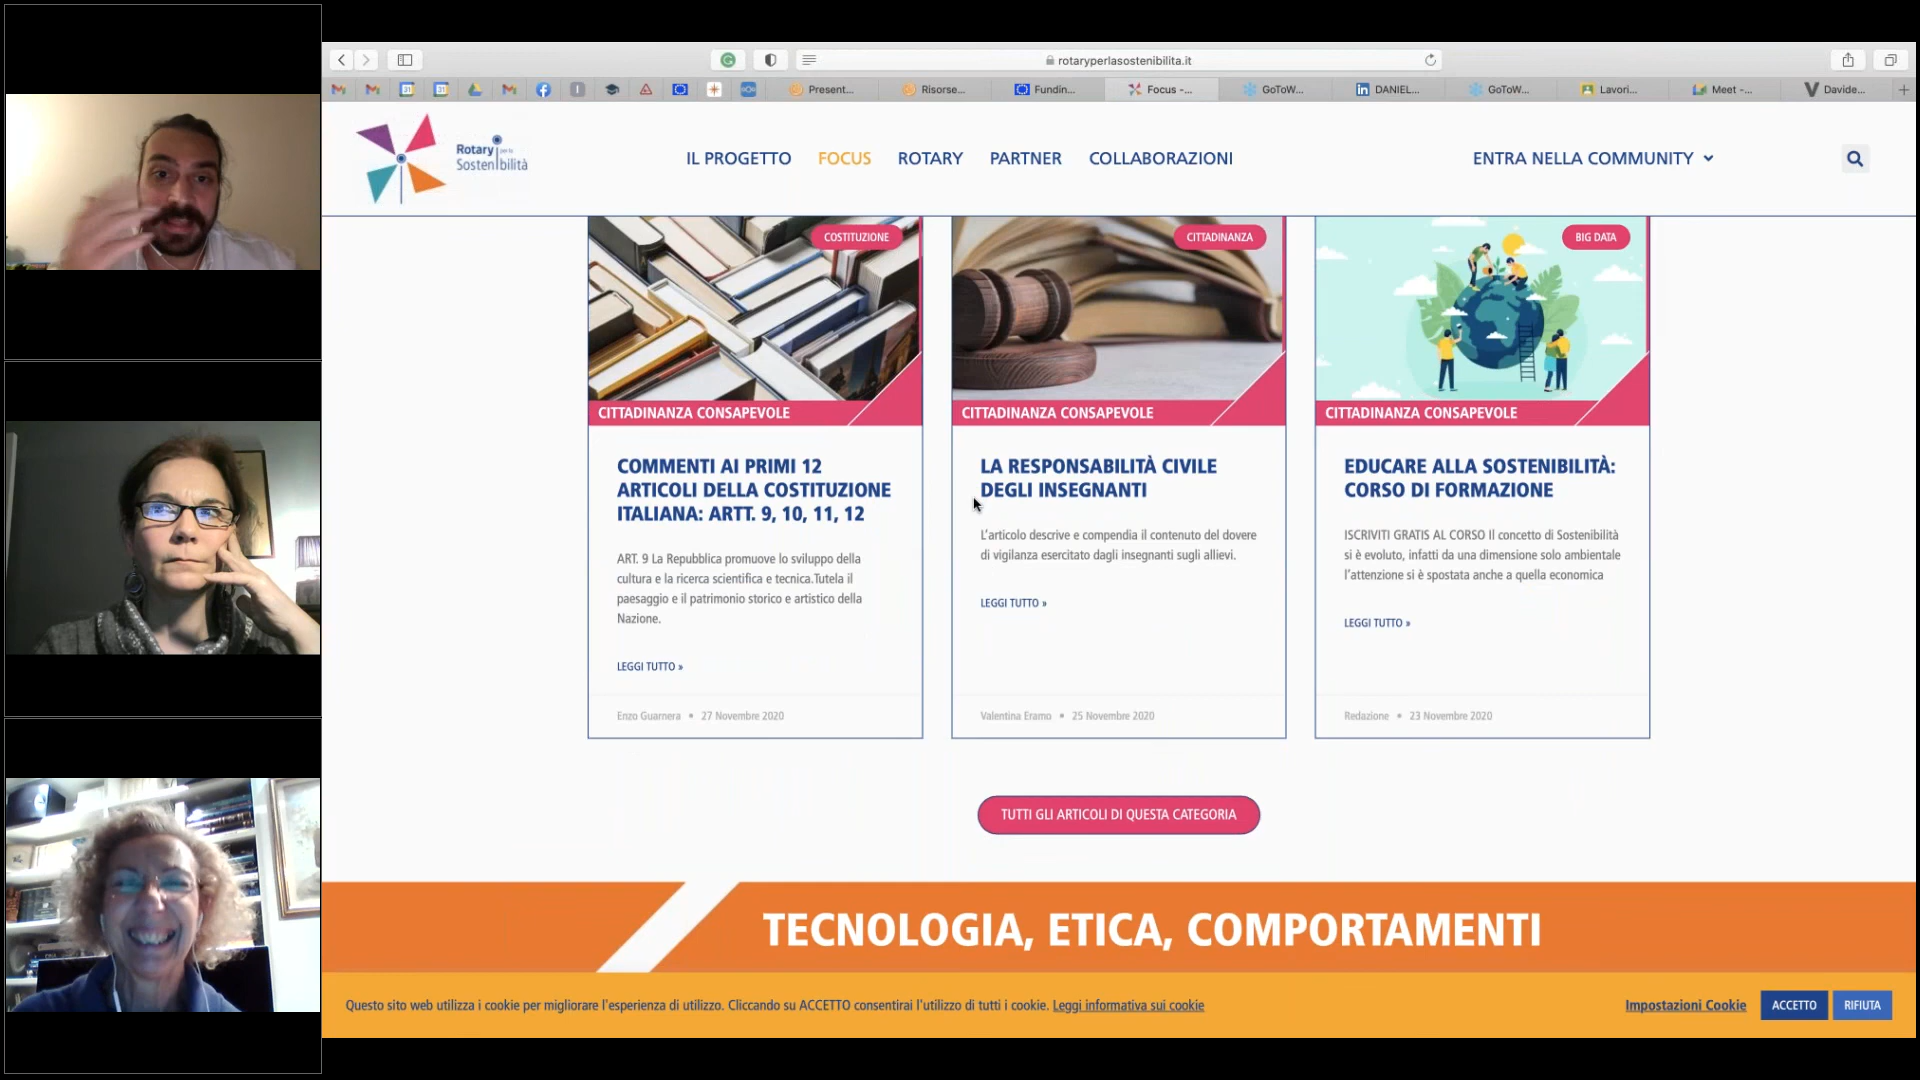 rotaryperlasostenibilita.it
Present...
Risorse...
Fundin...
Focus -...
GoToW...
DANIEL...
GoToW...
Lavori...
Meet -...
Davide...
Rotary per la
Sostenibilità
IL PROGETTO
FOCUS
ROTARY
PARTNER
COLLABORAZIONI
ENTRA NELLA COMMUNITY
COSTITUZIONE
CITTADINANZA CONSAPEVOLE
COMMENTI AI PRIMI 12
ARTICOLI DELLA COSTITUZIONE
ITALIANA: ARTT. 9, 10, 11, 12
ART. 9 La Repubblica promuove lo sviluppo della
cultura e la ricerca scientifica e tecnica.Tutela il
paesaggio e il patrimonio storico e artistico della
Nazione.
LEGGI TUTTO »
Enzo Guarnera • 27 Novembre 2020
CITTADINANZA
CITTADINANZA CONSAPEVOLE
LA RESPONSABILITÀ CIVILE
DEGLI INSEGNANTI
L'articolo descrive e compendia il contenuto del dovere
di vigilanza esercitato dagli insegnanti sugli allievi.
LEGGI TUTTO »
Valentina Eramo • 25 Novembre 2020
BIG DATA
CITTADINANZA CONSAPEVOLE
EDUCARE ALLA SOSTENIBILITÀ:
CORSO DI FORMAZIONE
ISCRIVITI GRATIS AL CORSO Il concetto di Sostenibilità
si è evoluto, infatti da una dimensione solo ambientale
l'attenzione si è spostata anche a quella economica
LEGGI TUTTO »
Redazione • 23 Novembre 2020
TUTTI GLI ARTICOLI DI QUESTA CATEGORIA
TECNOLOGIA, ETICA, COMPORTAMENTI
Questo sito web utilizza i cookie per migliorare l'esperienza di utilizzo. Cliccando su ACCETTO consentirai l'utilizzo di tutti i cookie. Leggi informativa sui cookie
Impostazioni Cookie
ACCETTO
RIFIUTA